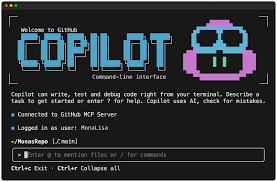 Welcome to GitHub
COPILOT
Command-line interface
Copilot can write, test and debug code right from your terminal. Describe a
task to get started or enter ? for help. Copilot uses AI, check for mistakes.
Connected to GitHub MCP Server
Logged in as user: MonaLisa
~/MonasRepo [⎇ main]
> Enter @ to mention files or / for commands
Ctrl+c Exit · Ctrl+r Collapse all